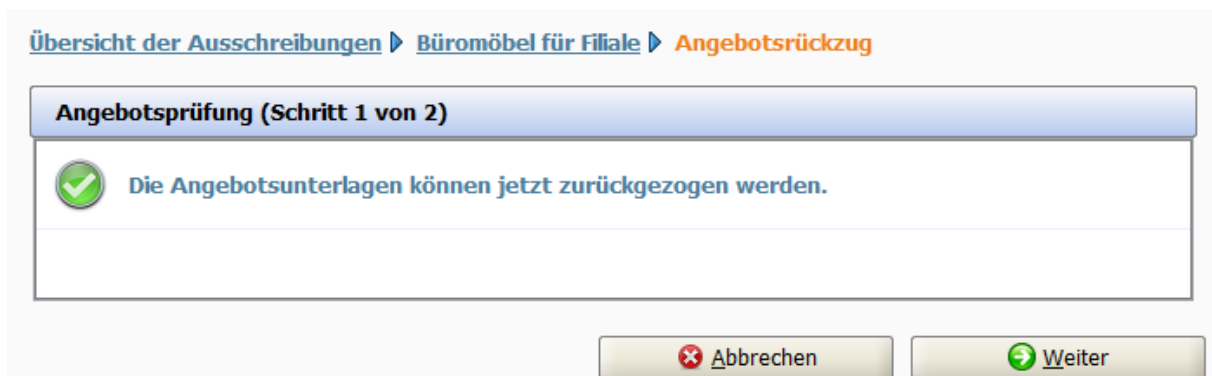 Übersicht der Ausschreibungen Büromöbel für Filiale Angebotsrückzug
Angebotsprüfung (Schritt 1 von 2)
Die Angebotsunterlagen können jetzt zurückgezogen werden.
Abbrechen Weiter